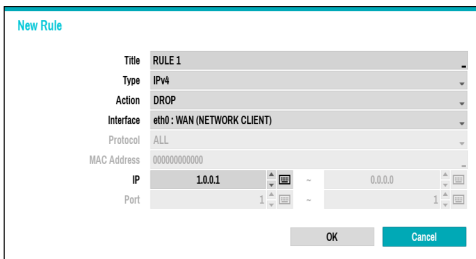 New Rule
Title RULE 1
Type IPv4
Action DROP
Interface eth0 : WAN (NETWORK CLIENT)
Protocol ALL
MAC Address 000000000000
IP 1.0.0.1 ~ 0.0.0.0
Port 1 ~ 1
OK Cancel